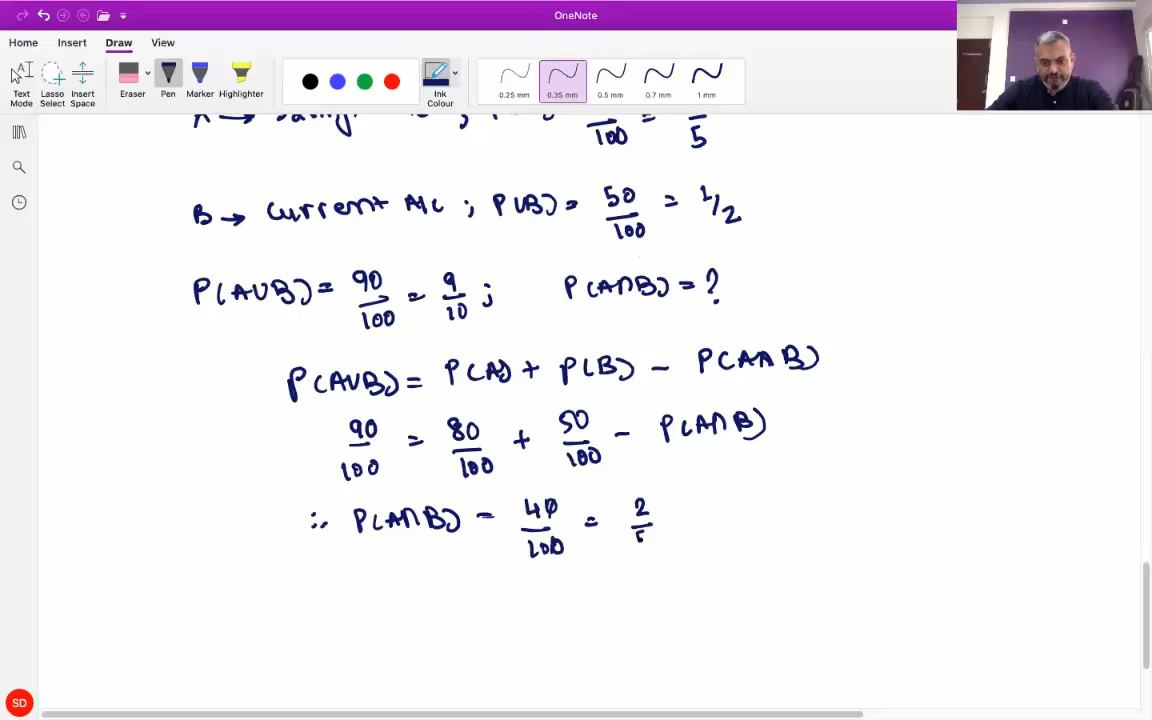 OneNote
Home Insert Draw View
Text Mode Lasso Select Insert Space Eraser Pen Marker Highlighter Ink Colour 0.25 mm 0.35 mm 0.5 mm 0.7 mm 1 mm
A → 100 = 5
B → Current A/c ; P(B) = 50/100 = 1/2
P(A∪B) = 90/100 = 9/10 ; P(A∩B) = ?
P(A∪B) = P(A) + P(B) − P(A∩B)
90/100 = 80/100 + 50/100 − P(A∩B)
∴ P(A∩B) = 40/100 = 2/5
SD